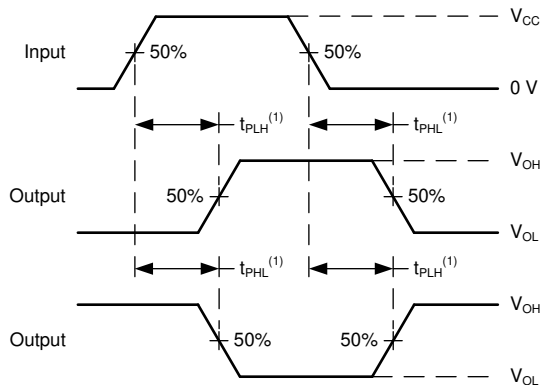 V_CC
Input 50% 50%
0 V
t_PLH^(1) t_PHL^(1)
V_OH
Output 50% 50%
V_OL
t_PHL^(1) t_PLH^(1)
V_OH
Output 50% 50%
V_OL